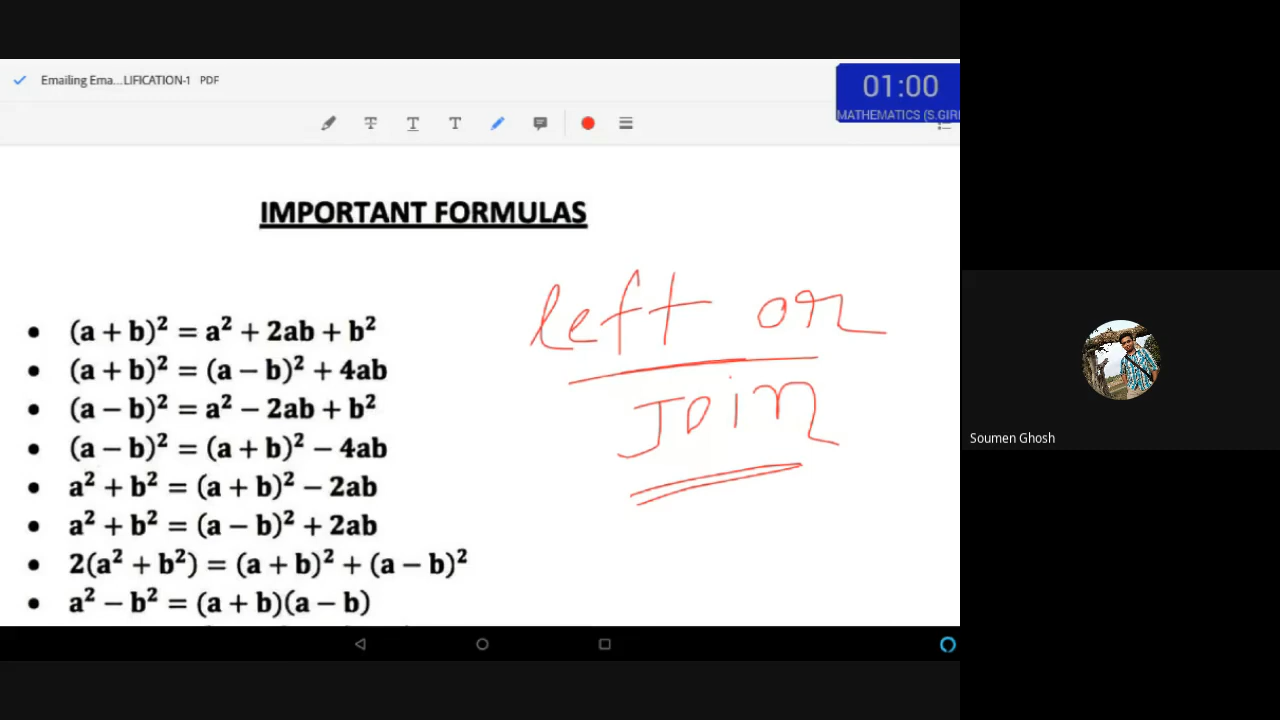 Emailing Ema...LIFICATION-1 PDF
01:00
MATHEMATICS (S.GIRI
IMPORTANT FORMULAS
• (a + b)² = a² + 2ab + b²
• (a + b)² = (a − b)² + 4ab
• (a − b)² = a² − 2ab + b²
• (a − b)² = (a + b)² − 4ab
• a² + b² = (a + b)² − 2ab
• a² + b² = (a − b)² + 2ab
• 2(a² + b²) = (a + b)² + (a − b)²
• a² − b² = (a + b)(a − b)
left or
Join
Soumen Ghosh